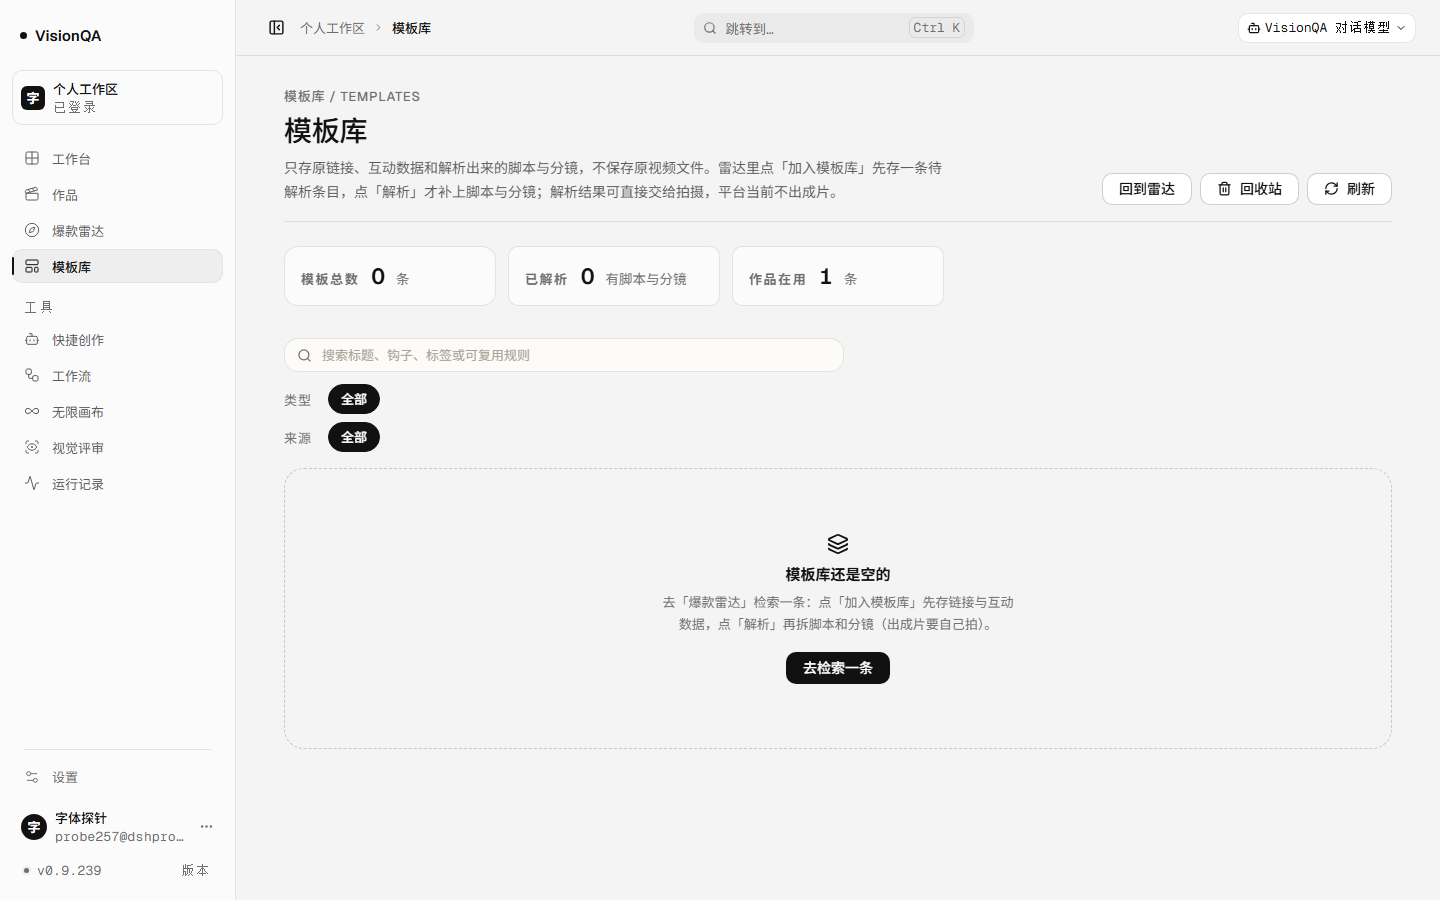 VisionQA
字
个人工作区
已登录
工作台
作品
爆款雷达
模板库
工具
快捷创作
工作流
无限画布
视觉评审
运行记录
设置
字
字体探针
probe257@dshpro…
v0.9.239
版本
个人工作区 > 模板库
跳转到...
Ctrl K
VisionQA 对话模型
模板库 / TEMPLATES
模板库
只存原链接、互动数据和解析出来的脚本与分镜，不保存原视频文件。雷达里点「加入模板库」先存一条待
解析条目，点「解析」才补上脚本与分镜；解析结果可直接交给拍摄，平台当前不出成片。
回到雷达
回收站
刷新
模板总数 0 条
已解析 0 有脚本与分镜
作品在用 1 条
搜索标题、钩子、标签或可复用规则
类型 全部
来源 全部
模板库还是空的
去「爆款雷达」检索一条：点「加入模板库」先存链接与互动
数据，点「解析」再拆脚本和分镜（出成片要自己拍）。
去检索一条